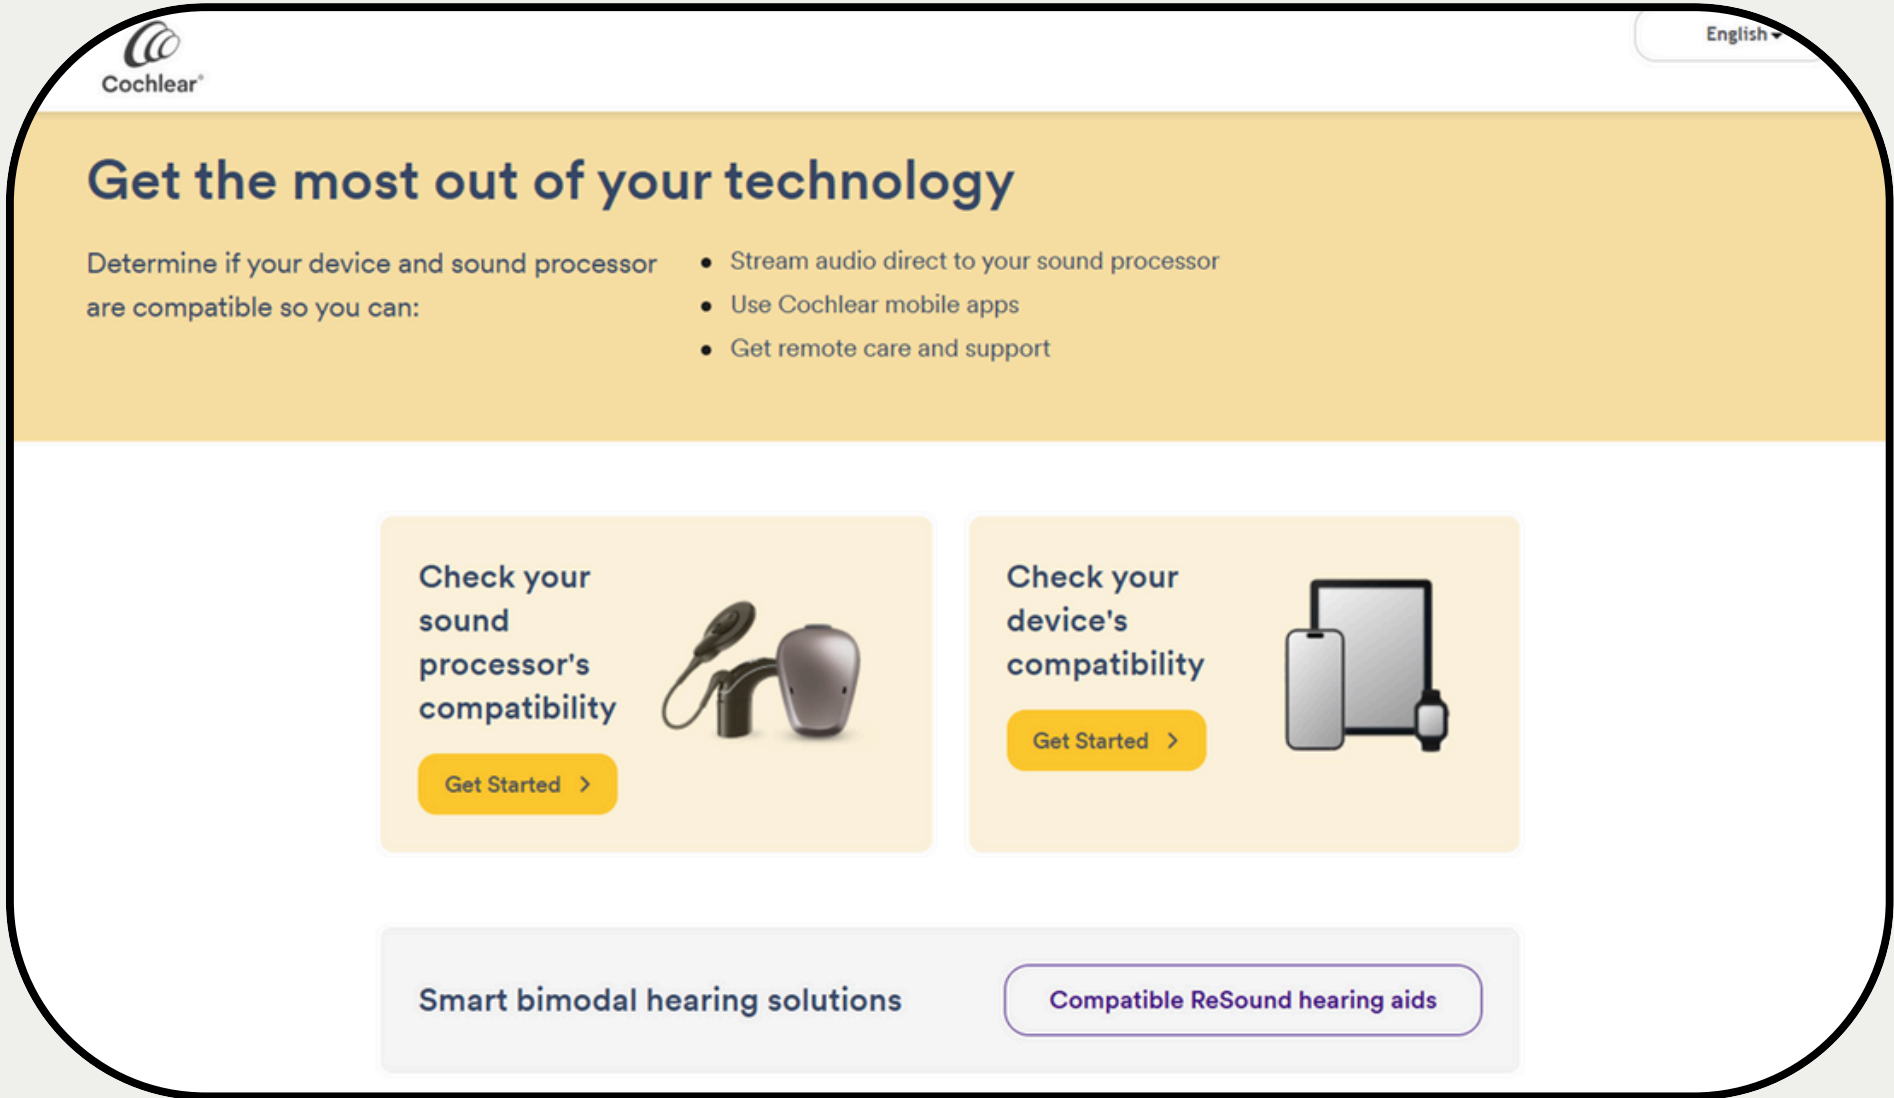 Cochlear®
English
Get the most out of your technology
Determine if your device and sound processor
are compatible so you can:
• Stream audio direct to your sound processor
• Use Cochlear mobile apps
• Get remote care and support
Check your
sound
processor's
compatibility
Get Started
Check your
device's
compatibility
Get Started
Smart bimodal hearing solutions
Compatible ReSound hearing aids